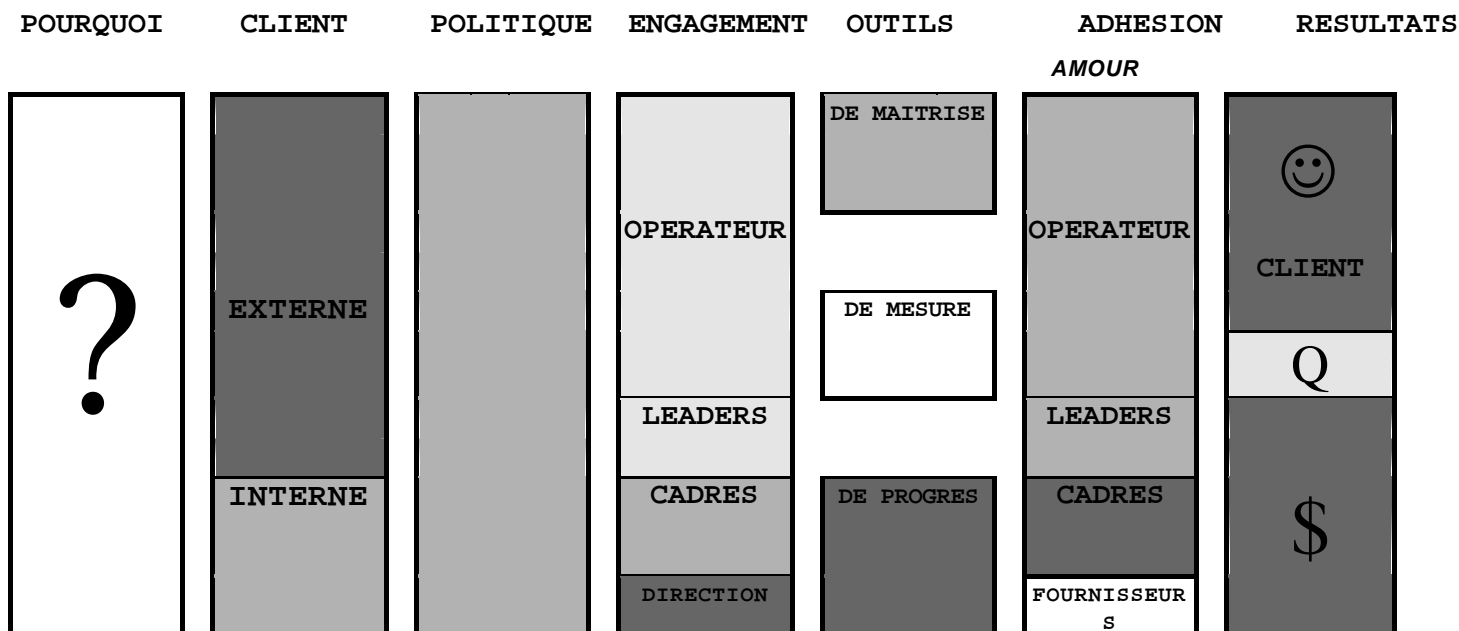 POURQUOI CLIENT POLITIQUE ENGAGEMENT OUTILS ADHESION RESULTATS
AMOUR
?
EXTERNE
INTERNE
OPERATEUR
LEADERS
CADRES
DIRECTION
DE MAITRISE
DE MESURE
DE PROGRES
OPERATEUR
LEADERS
CADRES
FOURNISSEUR
S
☺
CLIENT
Q
$